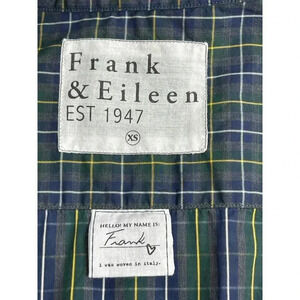 Frank
& Eileen
EST 1947
XS
HELLO! MY NAME IS:
Frank
I was woven in italy.